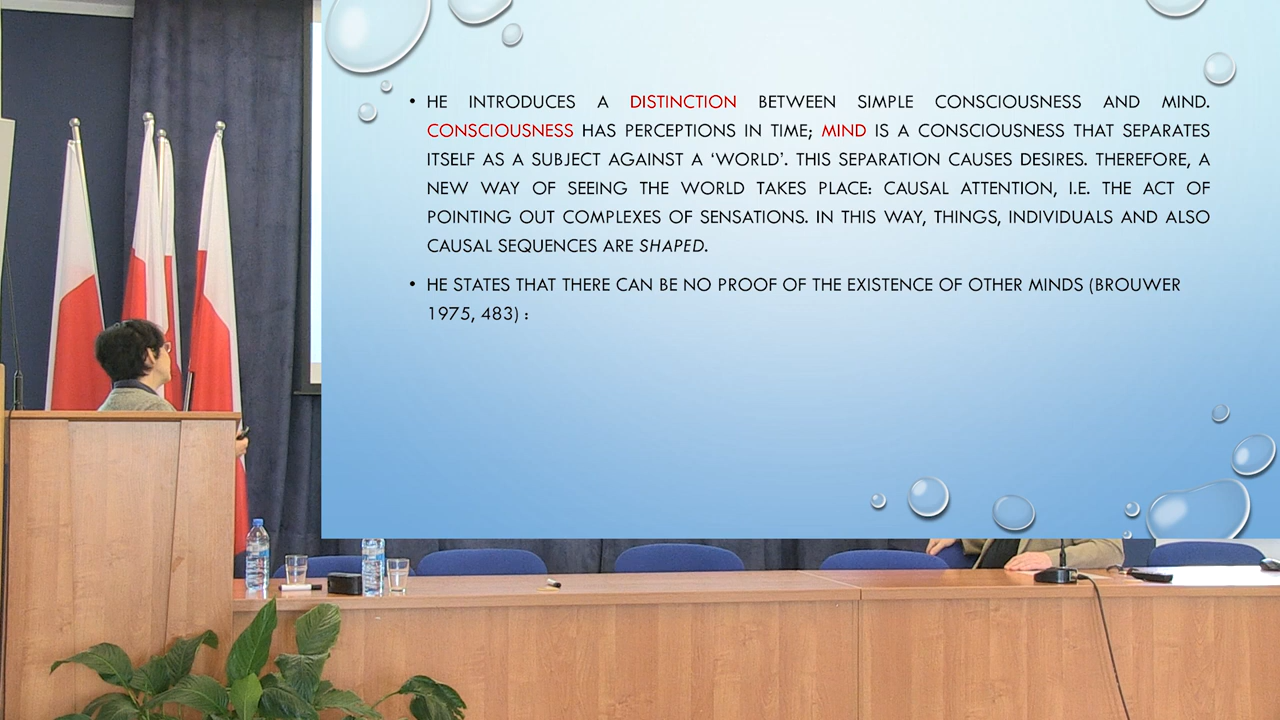 • HE INTRODUCES A DISTINCTION BETWEEN SIMPLE CONSCIOUSNESS AND MIND.
CONSCIOUSNESS HAS PERCEPTIONS IN TIME; MIND IS A CONSCIOUSNESS THAT SEPARATES
ITSELF AS A SUBJECT AGAINST A ‘WORLD’. THIS SEPARATION CAUSES DESIRES. THEREFORE, A
NEW WAY OF SEEING THE WORLD TAKES PLACE: CAUSAL ATTENTION, I.E. THE ACT OF
POINTING OUT COMPLEXES OF SENSATIONS. IN THIS WAY, THINGS, INDIVIDUALS AND ALSO
CAUSAL SEQUENCES ARE SHAPED.
• HE STATES THAT THERE CAN BE NO PROOF OF THE EXISTENCE OF OTHER MINDS (BROUWER
1975, 483) :